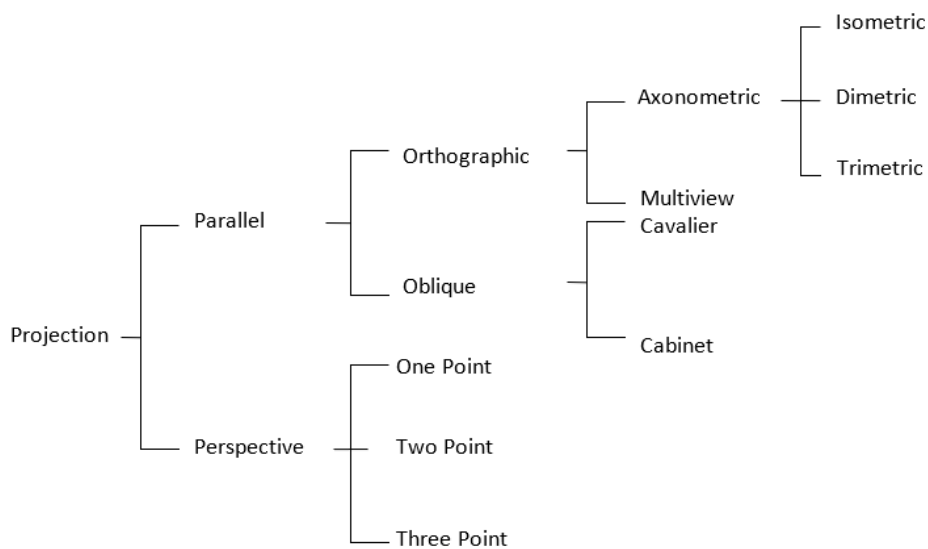 Isometric
Axonometric
Dimetric
Orthographic
Trimetric
Multiview
Parallel
Cavalier
Oblique
Projection
Cabinet
One Point
Perspective
Two Point
Three Point